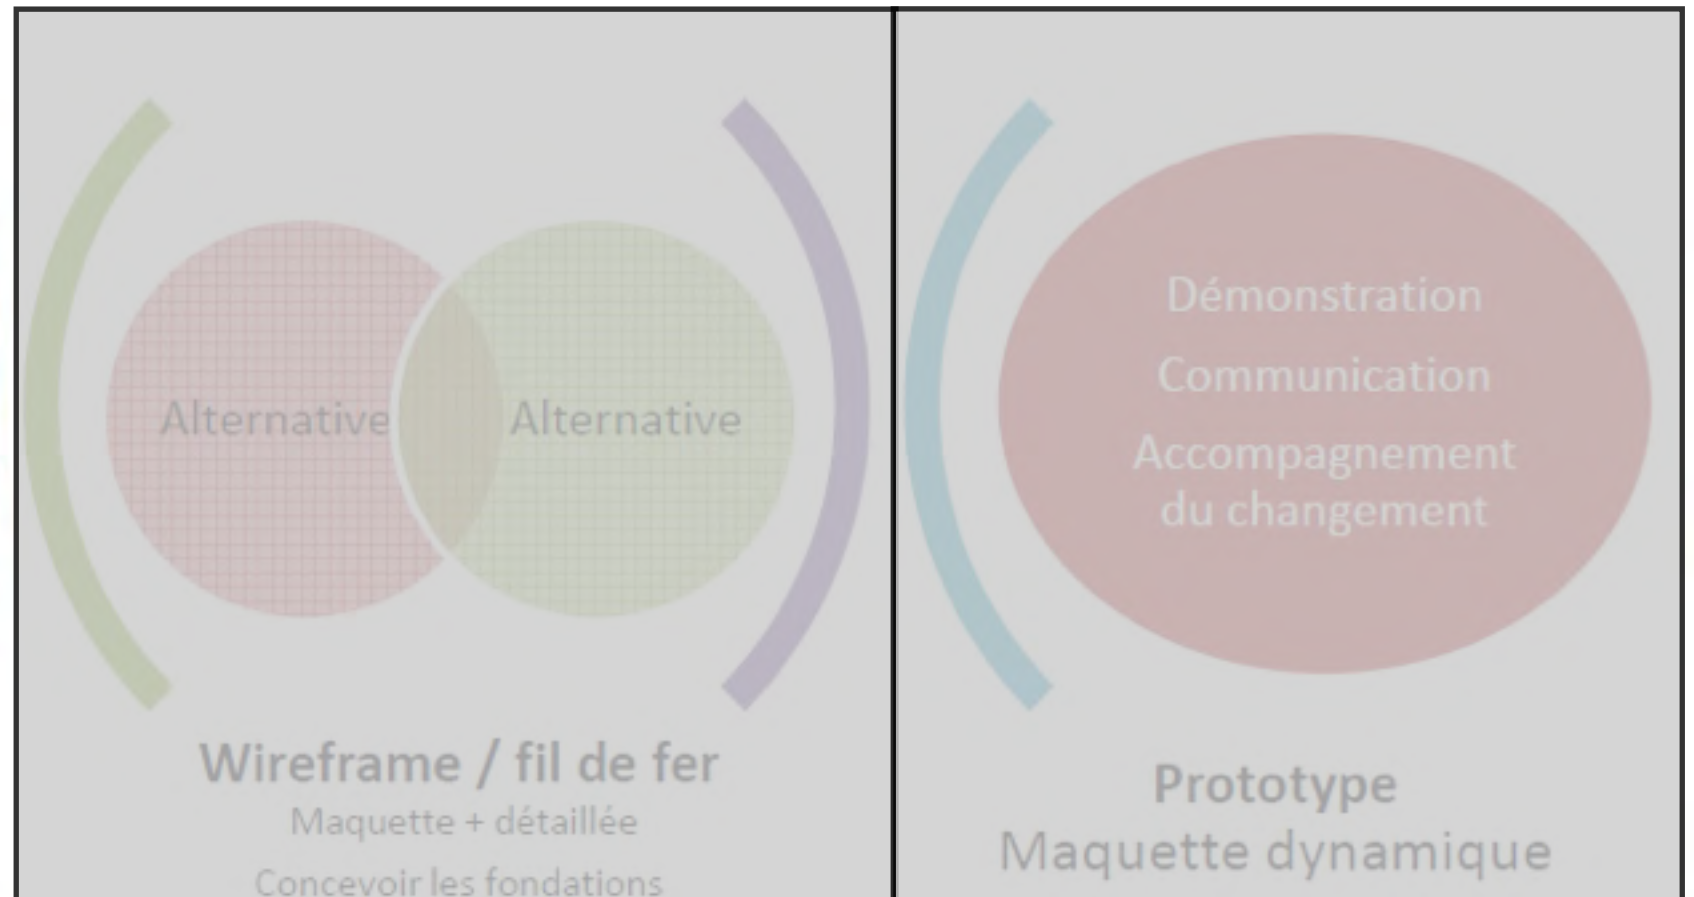 Alternative
Alternative
Wireframe / fil de fer
Maquette + détaillée
Concevoir les fondations
Démonstration
Communication
Accompagnement
du changement
Prototype
Maquette dynamique